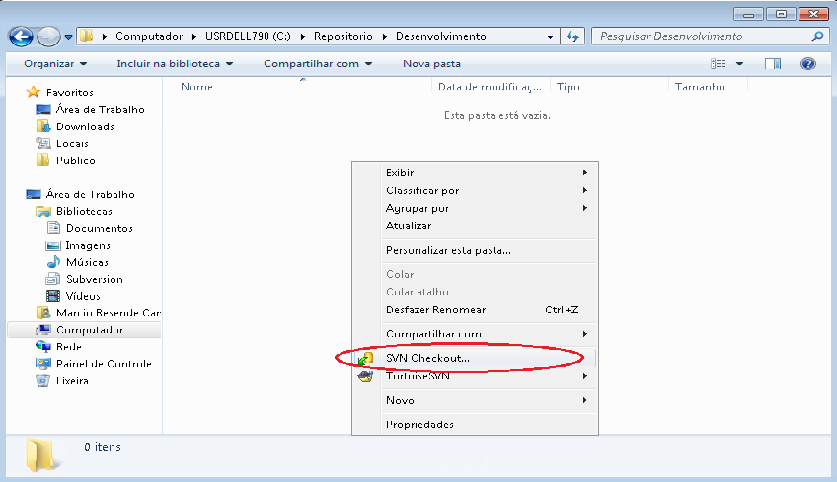 Computador USRDELL790 (C:) Repositorio Desenvolvimento
Pesquisar Desenvolvimento
Organizar Incluir na biblioteca Compartilhar com Nova pasta
Nome Data de modificaç... Tipo Tamanho
Esta pasta está vazia.
Favoritos
Área de Trabalho
Downloads
Locais
Publico
Área de Trabalho
Bibliotecas
Documentos
Imagens
Músicas
Subversion
Vídeos
Marcio Resende Car
Computador
Rede
Painel de Controle
Lixeira
Exibir
Classificar por
Agrupar por
Atualizar
Personalizar esta pasta...
Colar
Colar atalho
Desfazer Renomear Ctrl+Z
Compartilhar com
SVN Checkout...
TortoiseSVN
Novo
Propriedades
0 itens